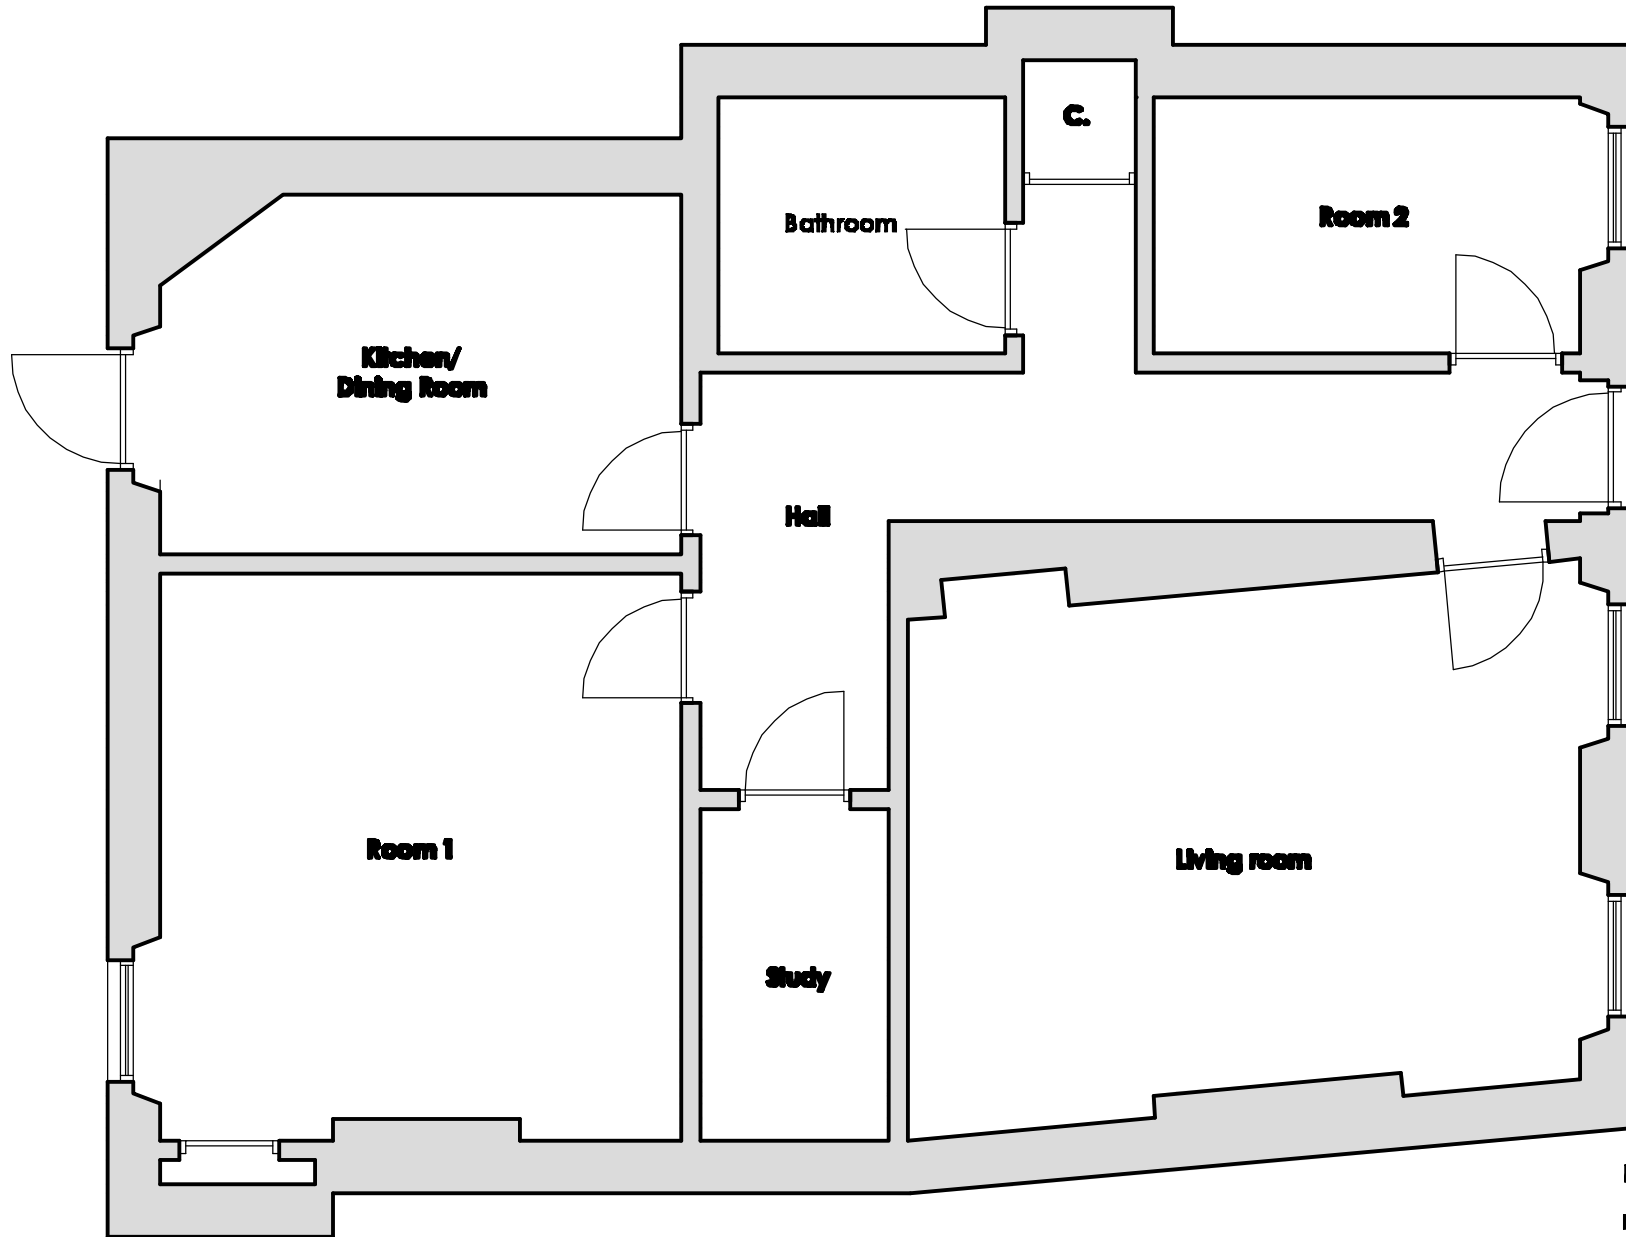 C.
Bathroom
Room 2
Kitchen/
Dining Room
Hall
Room 1
Living room
Study